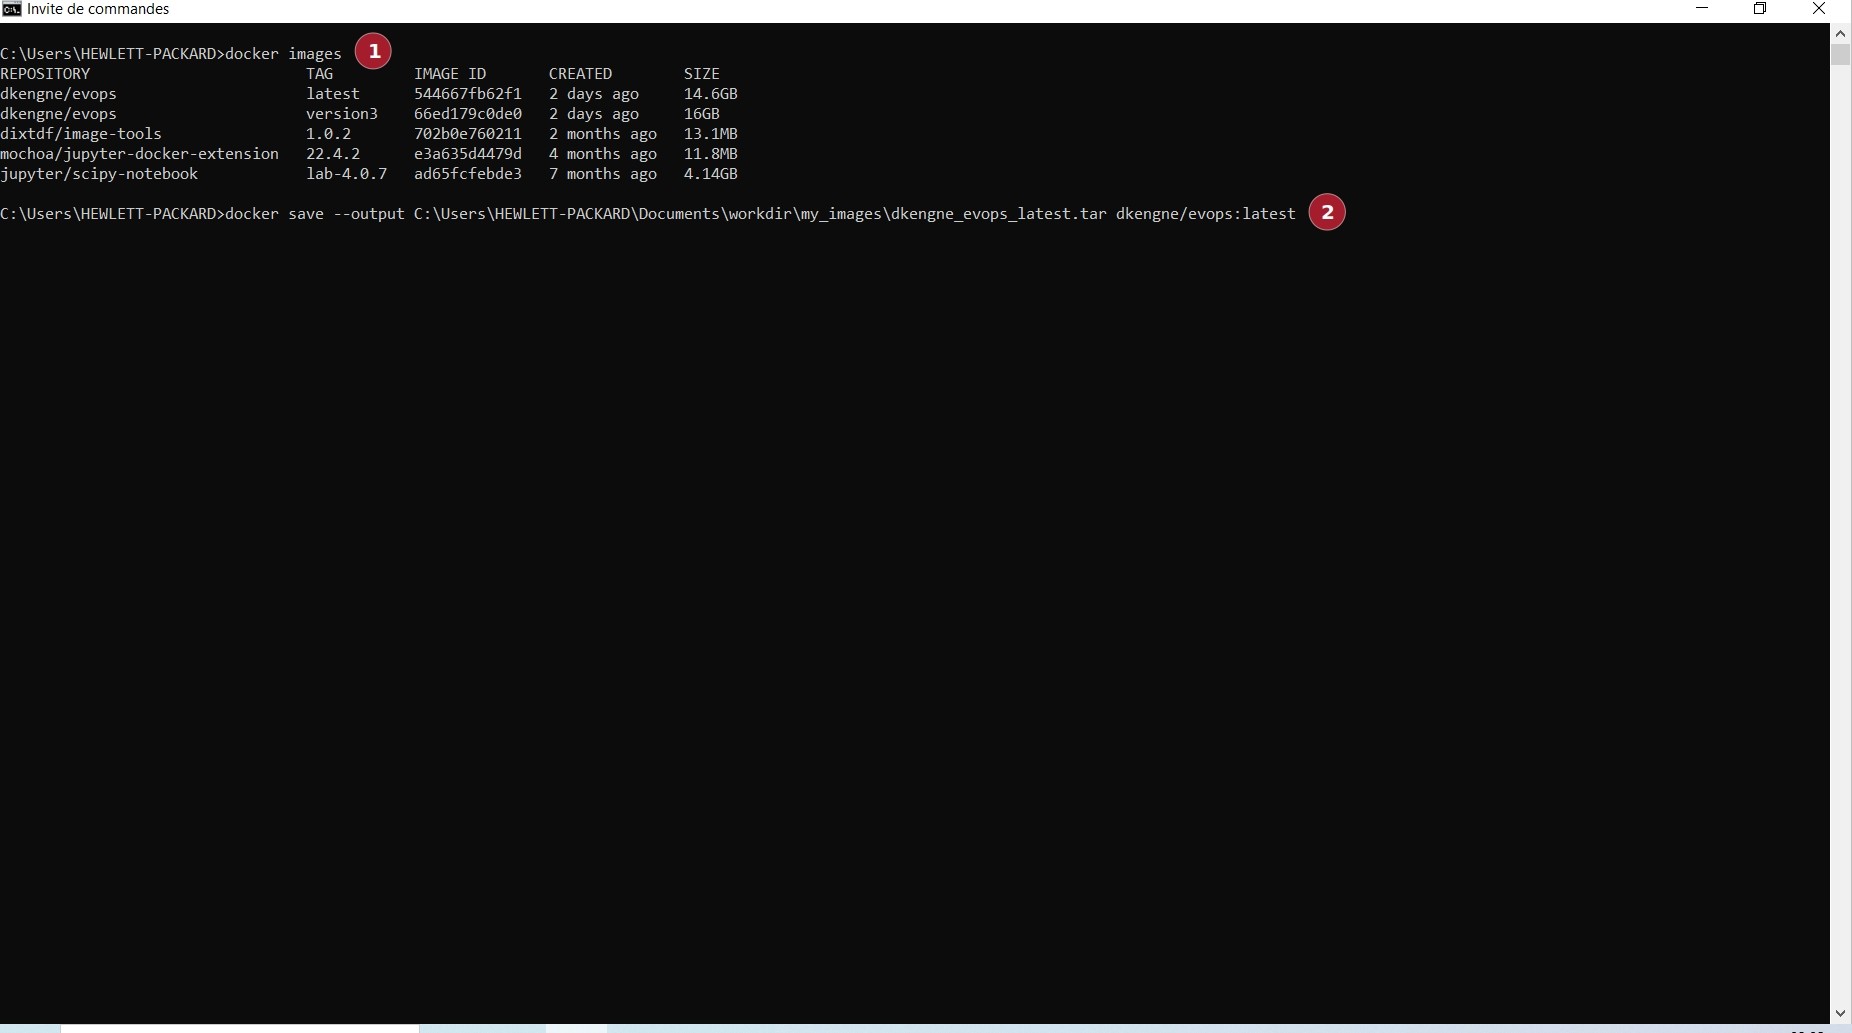 Invite de commandes
C:\Users\HEWLETT-PACKARD>docker images 1
REPOSITORY TAG IMAGE ID CREATED SIZE
dkengne/evops latest 544667fb62f1 2 days ago 14.6GB
dkengne/evops version3 66ed179c0de0 2 days ago 16GB
dixtdf/image-tools 1.0.2 702b0e760211 2 months ago 13.1MB
mochoa/jupyter-docker-extension 22.4.2 e3a635d4479d 4 months ago 11.8MB
jupyter/scipy-notebook lab-4.0.7 ad65fcfebde3 7 months ago 4.14GB
C:\Users\HEWLETT-PACKARD>docker save --output C:\Users\HEWLETT-PACKARD\Documents\workdir\my_images\dkengne_evops_latest.tar dkengne/evops:latest 2